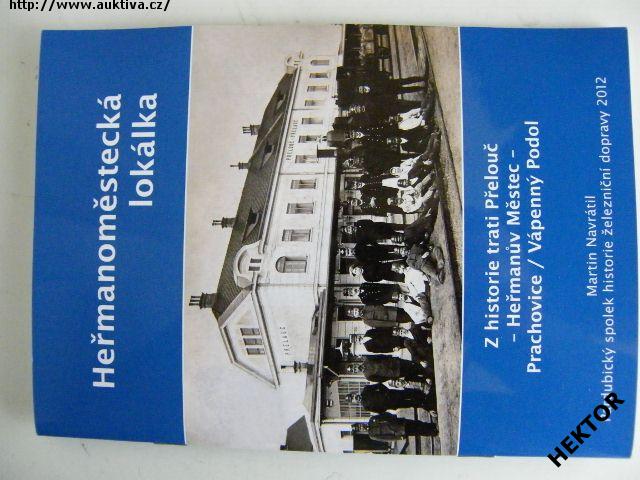 http://www.auktiva.cz/
Heřmanoměstecká
lokálka
PŘELOUČ
Z historie trati Přelouč
– Heřmanův Městec –
Prachovice / Vápenný Podol
Martin Navrátil
spolek historie železniční dopravy 2012
HEKTOR